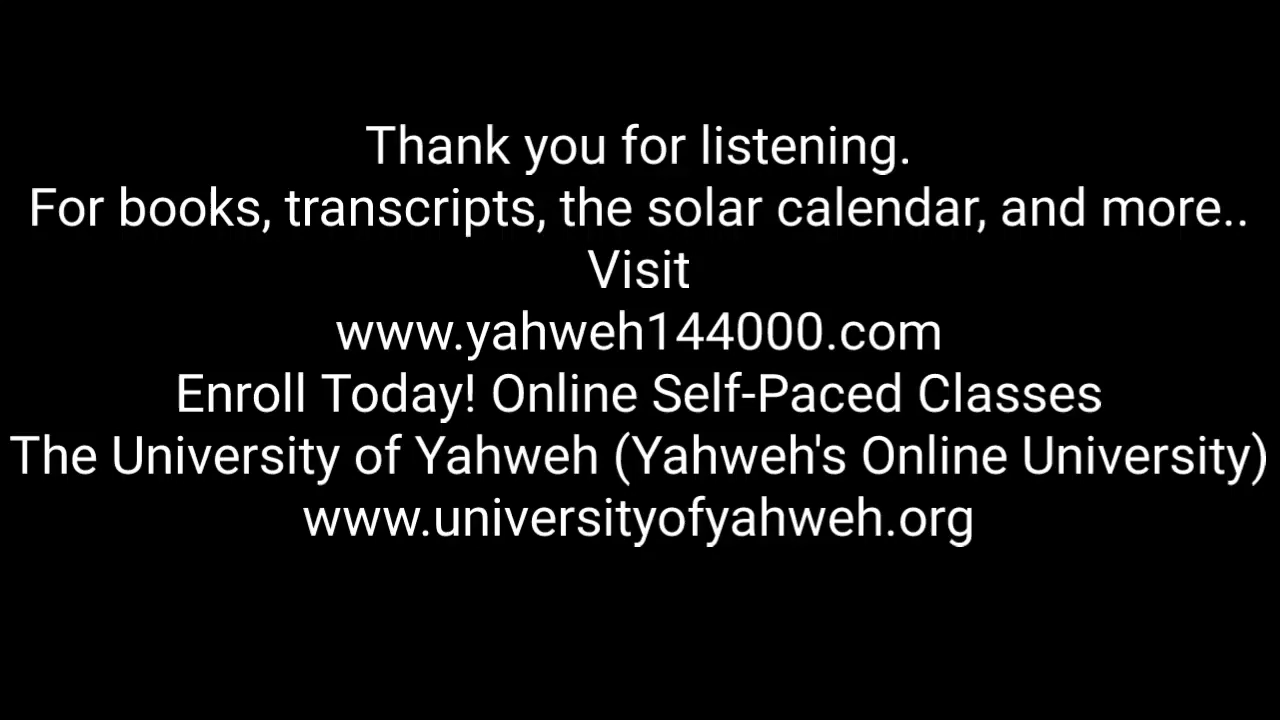 Thank you for listening.
For books, transcripts, the solar calendar, and more..
Visit
www.yahweh144000.com
Enroll Today! Online Self-Paced Classes
The University of Yahweh (Yahweh's Online University)
www.universityofyahweh.org